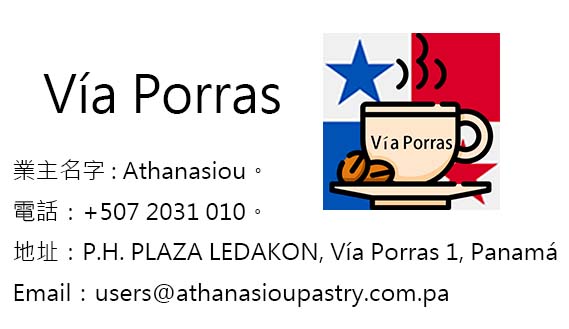 Vía Porras
Vía Porras
業主名字 : Athanasiou。
電話：+507 2031 010。
地址：P.H. PLAZA LEDAKON, Vía Porras 1, Panamá
Email：users@athanasioupastry.com.pa